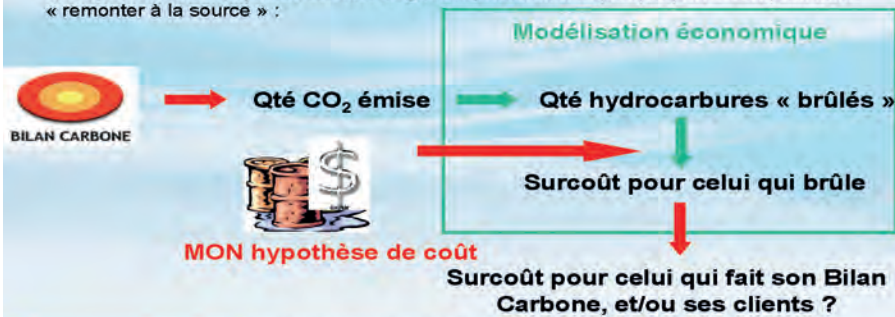 « remonter à la source » :
Modélisation économique
BILAN CARBONE
Qté CO₂ émise
Qté hydrocarbures « brûlés »
Surcoût pour celui qui brûle
MON hypothèse de coût
Surcoût pour celui qui fait son Bilan
Carbone, et/ou ses clients ?